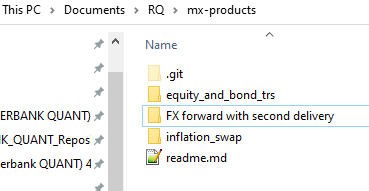 This PC > Documents > RQ > mx-products
Name
.git
equity_and_bond_trs
ERBANK QUANT)
FX forward with second delivery
NK_QUANT_Repos
inflation_swap
erbank QUANT) 4
readme.md